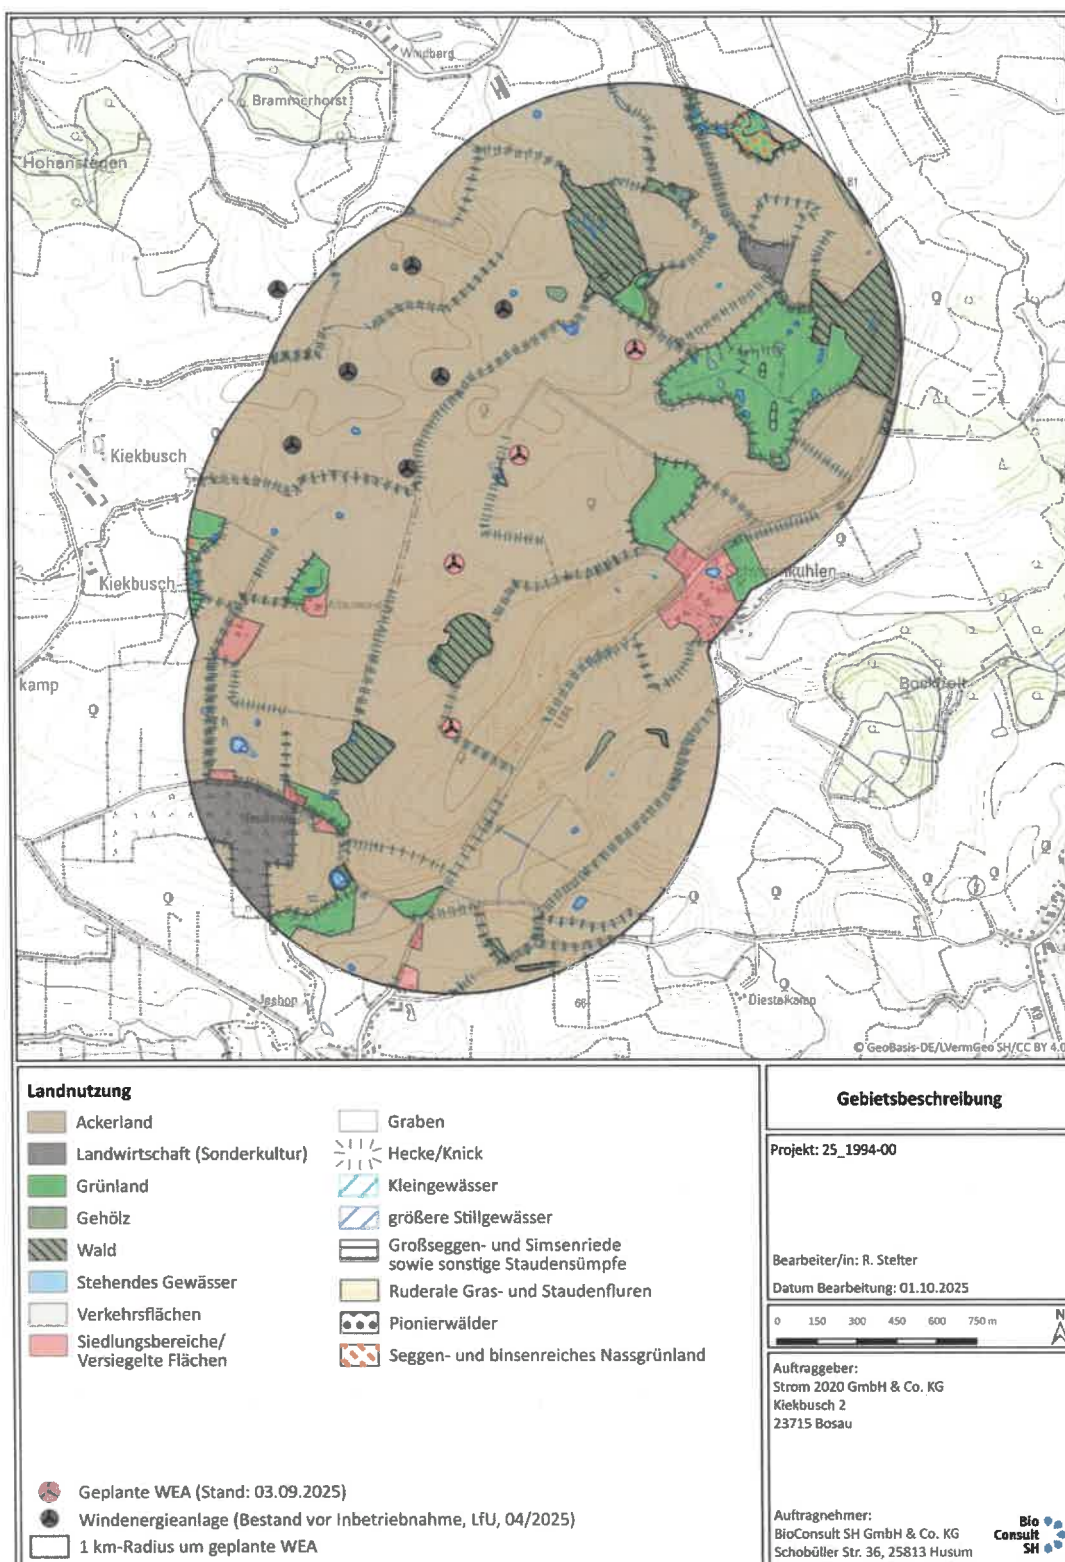 Windberg
Brammerhorst
Hohenstegen
81
Kiekbusch
Kiekbusch
kamp
Bockholt
Jeshop
66
Diestelkamp
© GeoBasis-DE/LVermGeo SH/CC BY 4.0
Landnutzung
Ackerland
Landwirtschaft (Sonderkultur)
Grünland
Gehölz
Wald
Stehendes Gewässer
Verkehrsflächen
Siedlungsbereiche/
Versiegelte Flächen
Graben
Hecke/Knick
Kleingewässer
größere Stillgewässer
Großseggen- und Simsenriede
sowie sonstige Staudensümpfe
Ruderale Gras- und Staudenfluren
Pionierwälder
Seggen- und binsenreiches Nassgrünland
Geplante WEA (Stand: 03.09.2025)
Windenergieanlage (Bestand vor Inbetriebnahme, LfU, 04/2025)
1 km-Radius um geplante WEA
Gebietsbeschreibung
Projekt: 25_1994-00
Bearbeiter/in: R. Stelter
Datum Bearbeitung: 01.10.2025
0 150 300 450 600 750 m
N
Auftraggeber:
Strom 2020 GmbH & Co. KG
Kiekbusch 2
23715 Bosau
Auftragnehmer:
BioConsult SH GmbH & Co. KG
Schobüller Str. 36, 25813 Husum
Bio
Consult
SH